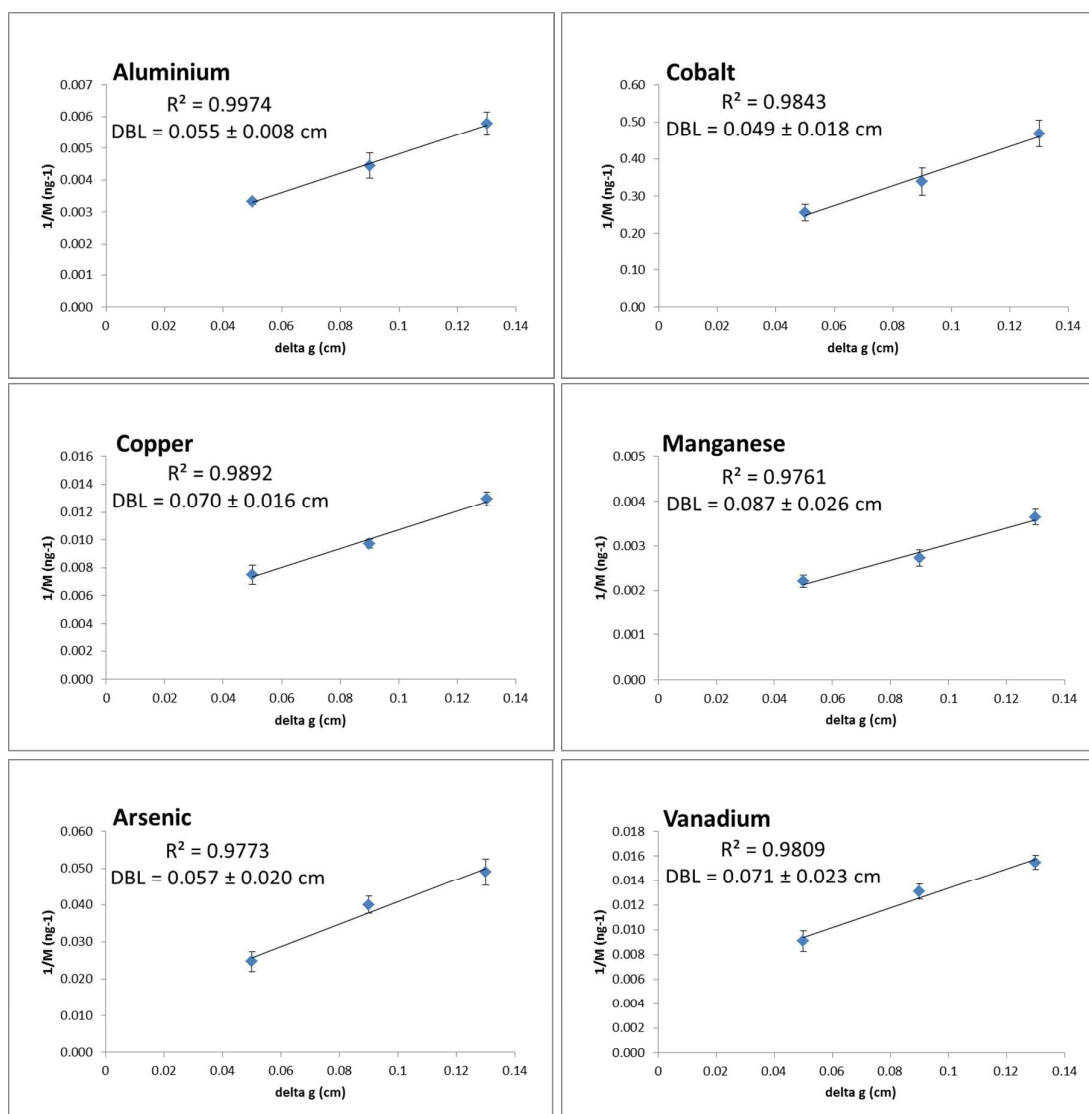 Aluminium
R² = 0.9974
DBL = 0.055 ± 0.008 cm
1/M (ng-1)
0.007
0.006
0.005
0.004
0.003
0.002
0.001
0.000
0 0.02 0.04 0.06 0.08 0.1 0.12 0.14
delta g (cm)
Cobalt
R² = 0.9843
DBL = 0.049 ± 0.018 cm
1/M (ng-1)
0.60
0.50
0.40
0.30
0.20
0.10
0.00
0 0.02 0.04 0.06 0.08 0.1 0.12 0.14
delta g (cm)
Copper
R² = 0.9892
DBL = 0.070 ± 0.016 cm
1/M (ng-1)
0.016
0.014
0.012
0.010
0.008
0.006
0.004
0.002
0.000
0 0.02 0.04 0.06 0.08 0.1 0.12 0.14
delta g (cm)
Manganese
R² = 0.9761
DBL = 0.087 ± 0.026 cm
1/M (ng-1)
0.005
0.004
0.003
0.002
0.001
0.000
0 0.02 0.04 0.06 0.08 0.1 0.12 0.14
delta g (cm)
Arsenic
R² = 0.9773
DBL = 0.057 ± 0.020 cm
1/M (ng-1)
0.060
0.050
0.040
0.030
0.020
0.010
0.000
0 0.02 0.04 0.06 0.08 0.1 0.12 0.14
delta g (cm)
Vanadium
R² = 0.9809
DBL = 0.071 ± 0.023 cm
1/M (ng-1)
0.018
0.016
0.014
0.012
0.010
0.008
0.006
0.004
0.002
0.000
0 0.02 0.04 0.06 0.08 0.1 0.12 0.14
delta g (cm)